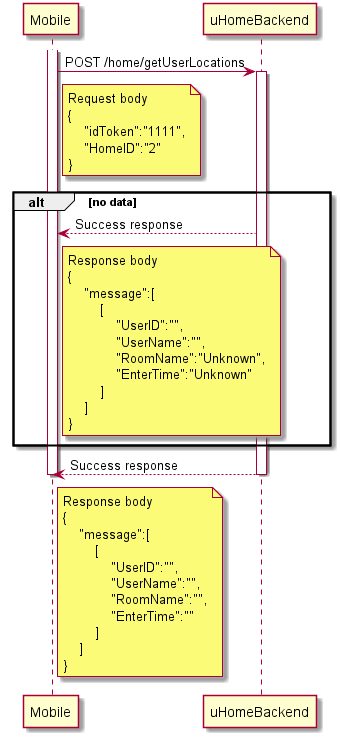 Mobile
uHomeBackend
POST /home/getUserLocations
Request body
{
"idToken":"1111",
"HomeID":"2"
}
alt
[no data]
Success response
Response body
{
"message":[
[
"UserID":"",
"UserName":"",
"RoomName":"Unknown",
"EnterTime":"Unknown"
]
]
}
Success response
Response body
{
"message":[
[
"UserID":"",
"UserName":"",
"RoomName":"",
"EnterTime":""
]
]
}
Mobile
uHomeBackend